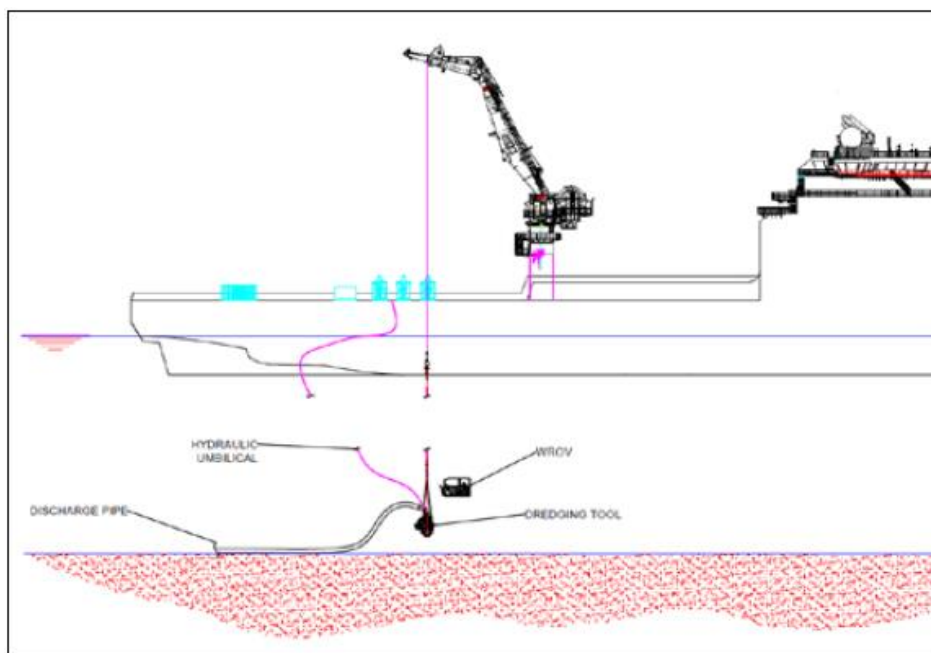 HYDRAULIC
UMBILICAL
WROV
DISCHARGE PIPE
DREDGING TOOL